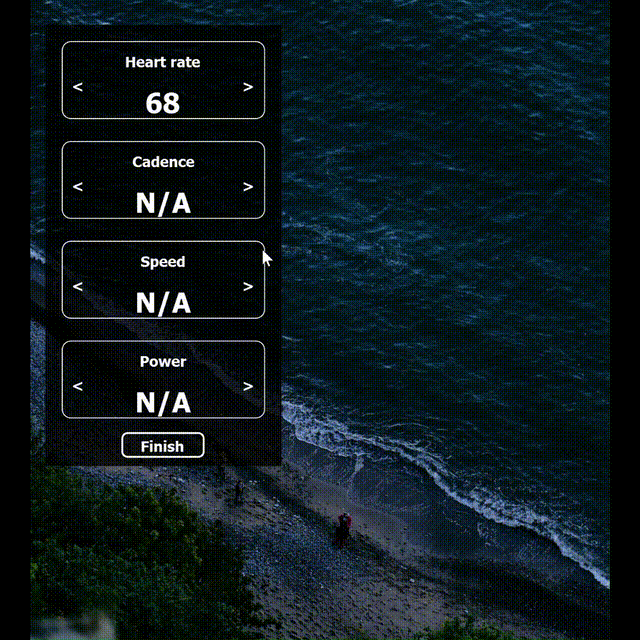 Heart rate
< >
68
Cadence
< >
N/A
Speed
< >
N/A
Power
< >
N/A
Finish